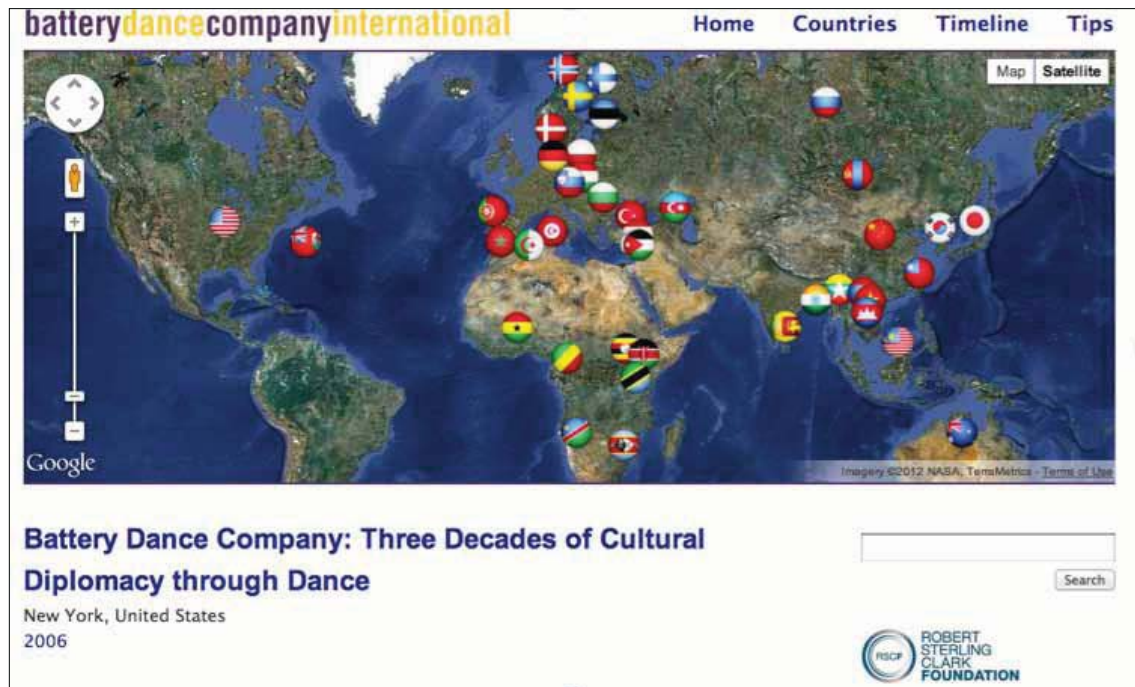 batterydancecompanyinternational
Home Countries Timeline Tips
Map Satellite
Google
Imagery ©2012 NASA, TerraMetrics - Terms of Use
Battery Dance Company: Three Decades of Cultural
Diplomacy through Dance
New York, United States
2006
Search
RSCF
ROBERT
STERLING
CLARK
FOUNDATION